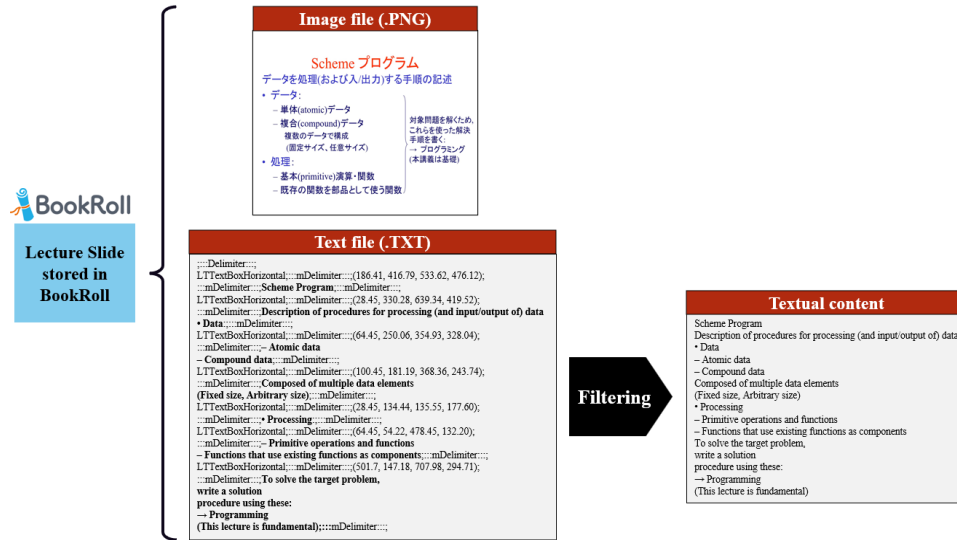 BookRoll
Lecture Slide
stored in
BookRoll
Image file (.PNG)
Scheme プログラム
データを処理(および入/出力)する手順の記述
• データ:
– 単体(atomic)データ
– 複合(compound)データ
複数のデータで構成
(固定サイズ、任意サイズ)
• 処理:
– 基本(primitive)演算・関数
– 既存の関数を部品として使う関数
対象問題を解くため,
これらを使った解決
手順を書く:
→ プログラミング
(本講義は基礎)
Text file (.TXT)
;:::Delimiter:::;
LTTextBoxHorizontal;:::mDelimiter:::;(186.41, 416.79, 533.62, 476.12);
:::mDelimiter:::;Scheme Program;:::mDelimiter:::;
LTTextBoxHorizontal;:::mDelimiter:::;(28.45, 330.28, 639.34, 419.52);
:::mDelimiter:::;Description of procedures for processing (and input/output of) data
• Data:;:::mDelimiter:::;
LTTextBoxHorizontal;:::mDelimiter:::;(64.45, 250.06, 354.93, 328.04);
:::mDelimiter:::;– Atomic data
– Compound data;:::mDelimiter:::;
LTTextBoxHorizontal;:::mDelimiter:::;(100.45, 181.19, 368.36, 243.74);
:::mDelimiter:::;Composed of multiple data elements
(Fixed size, Arbitrary size);:::mDelimiter:::;
LTTextBoxHorizontal;:::mDelimiter:::;(28.45, 134.44, 135.55, 177.60);
:::mDelimiter:::;• Processing:;:::mDelimiter:::;
LTTextBoxHorizontal;:::mDelimiter:::;(64.45, 54.22, 478.45, 132.20);
:::mDelimiter:::;– Primitive operations and functions
– Functions that use existing functions as components;:::mDelimiter:::;
LTTextBoxHorizontal;:::mDelimiter:::;(501.7, 147.18, 707.98, 294.71);
:::mDelimiter:::;To solve the target problem,
write a solution
procedure using these:
→ Programming
(This lecture is fundamental);:::mDelimiter:::;
Filtering
Textual content
Scheme Program
Description of procedures for processing (and input/output of) data
• Data
– Atomic data
– Compound data
Composed of multiple data elements
(Fixed size, Arbitrary size)
• Processing
– Primitive operations and functions
– Functions that use existing functions as components
To solve the target problem,
write a solution
procedure using these:
→ Programming
(This lecture is fundamental)